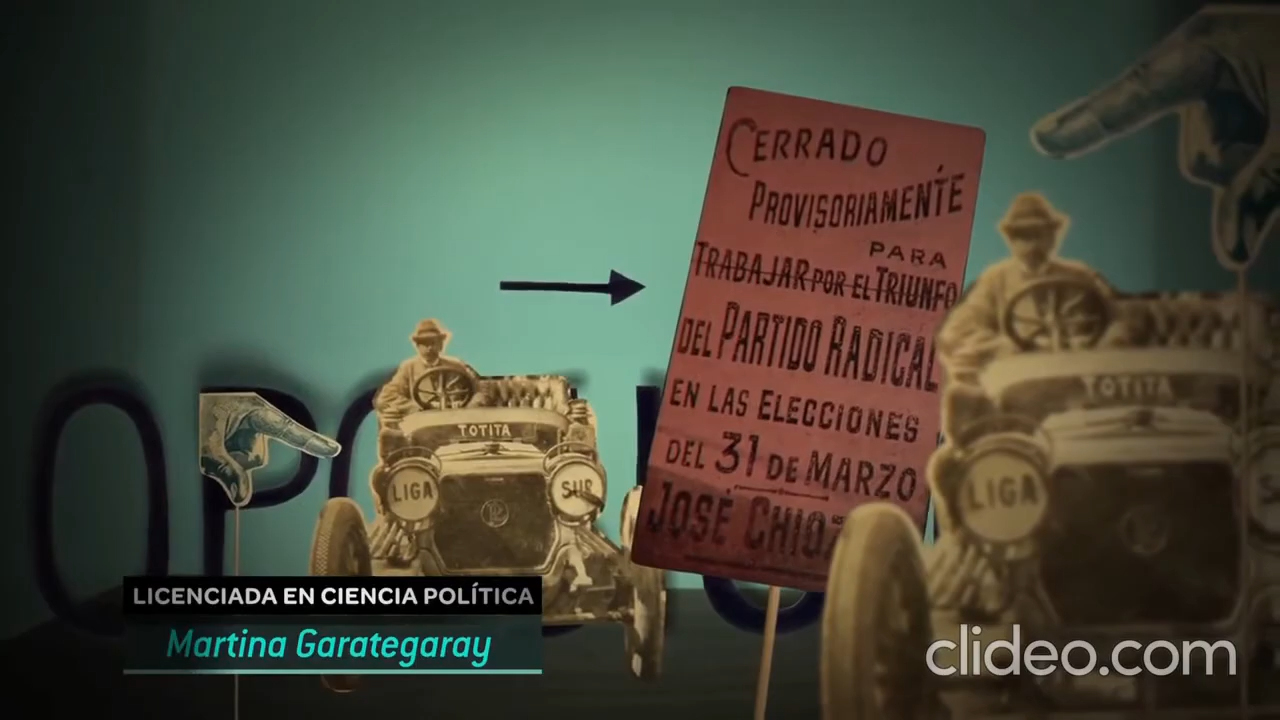 CERRADO
PROVISORIAMENTE
PARA
TRABAJAR POR EL TRIUNFO
DEL PARTIDO RADICAL
EN LAS ELECCIONES
DEL 31 DE MARZO
JOSÉ
TOTITA
LIGA
SUR
TOTITA
LIGA
LICENCIADA EN CIENCIA POLÍTICA
Martina Garategaray
clideo.com